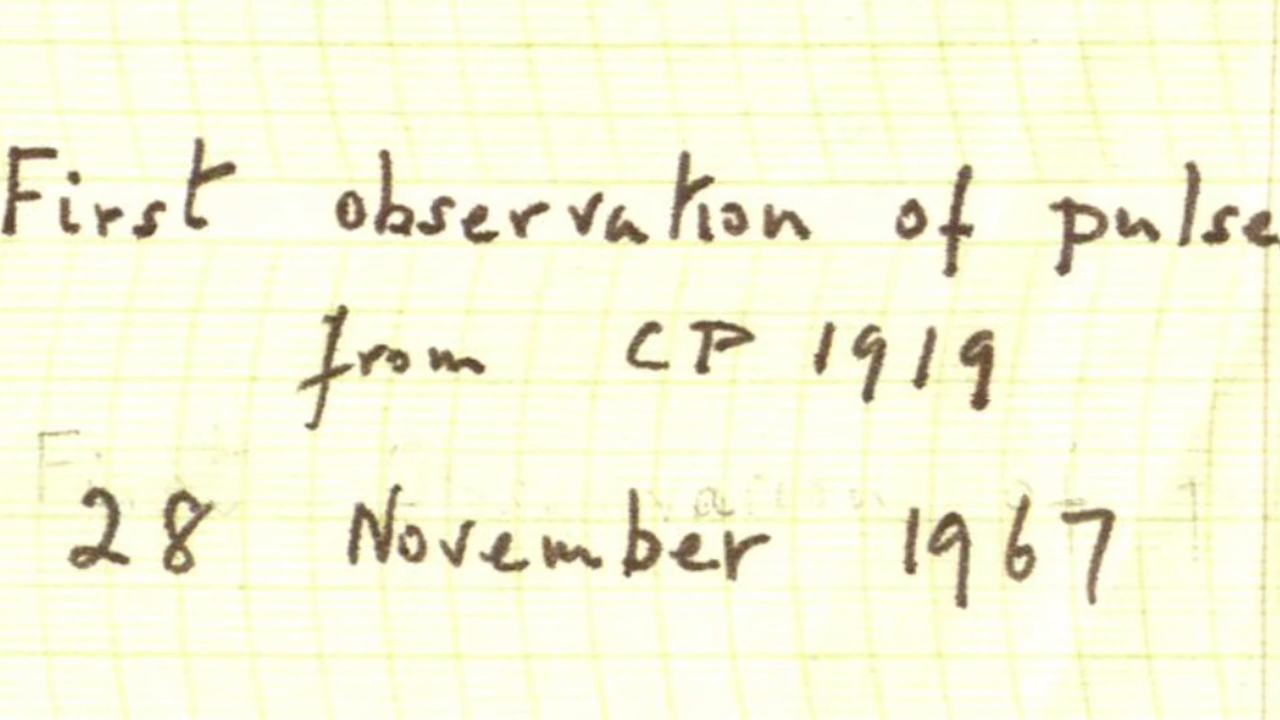 First observation of pulse
from CP 1919
28 November 1967